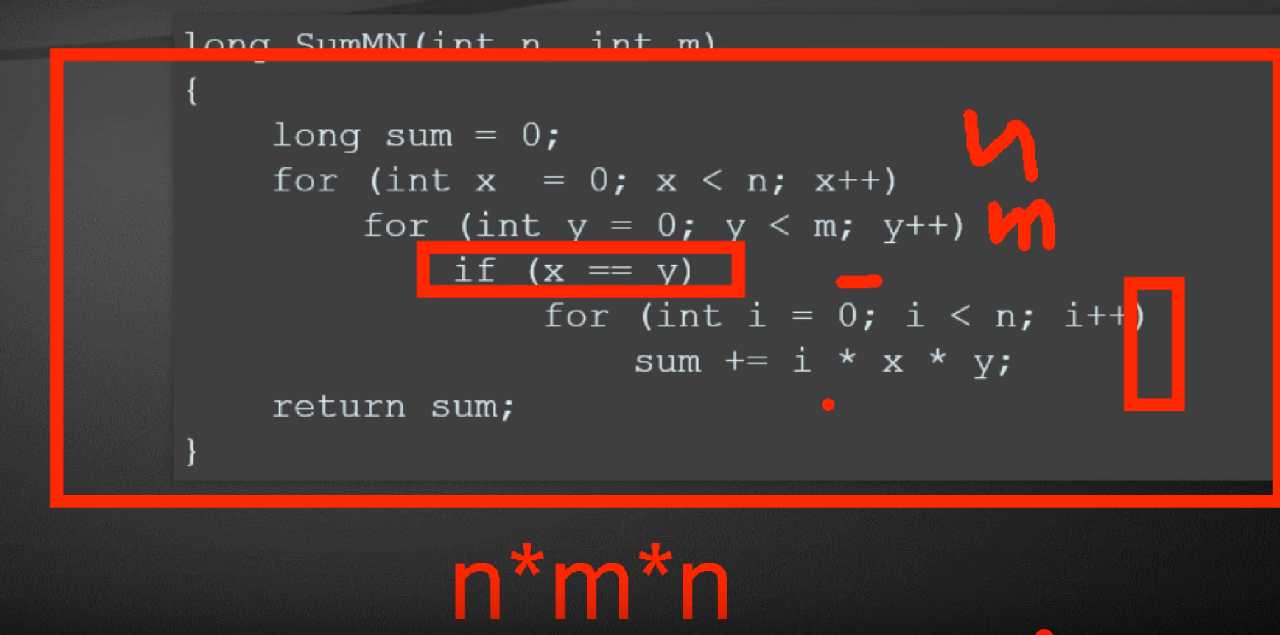 long SumMN(int n, int m)
{
long sum = 0;
for (int x = 0; x < n; x++)
n
for (int y = 0; y < m; y++)
m
if (x == y)
for (int i = 0; i < n; i++)
sum += i * x * y;
return sum;
}
n*m*n